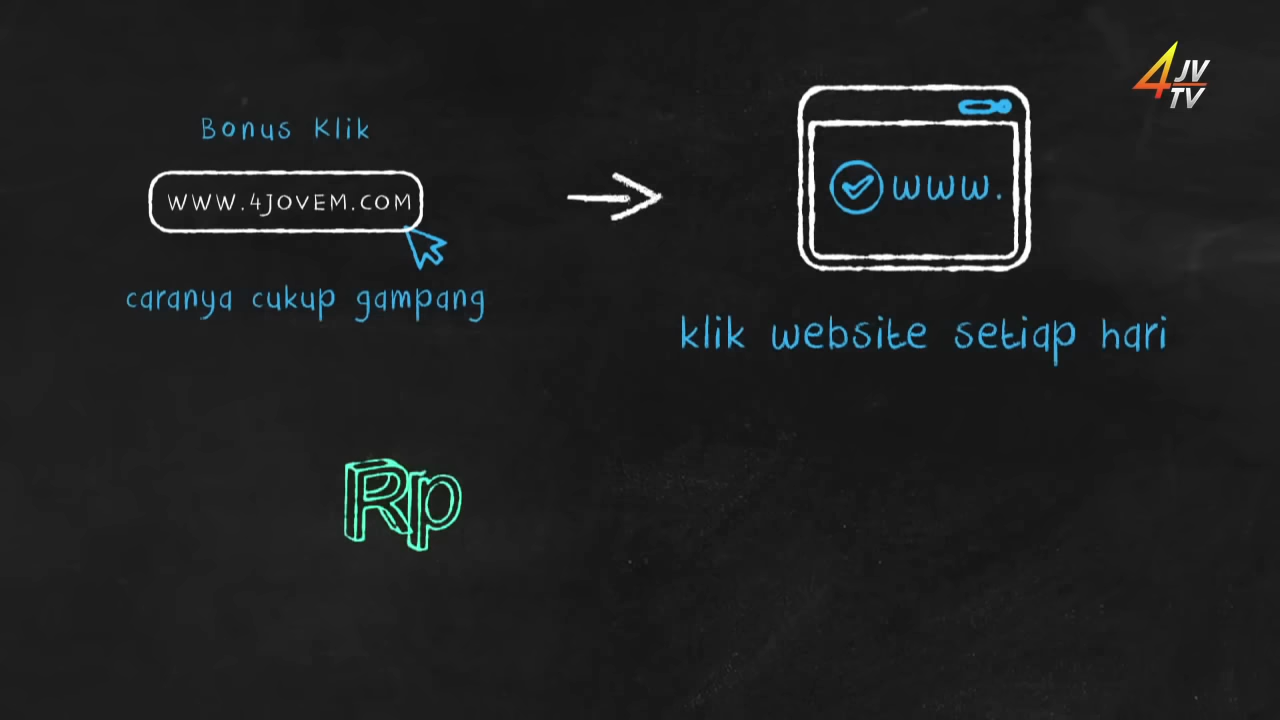 Bonus Klik
WWW.4JOVEM.COM
caranya cukup gampang
www.
klik website setiap hari
Rp
4JV
TV